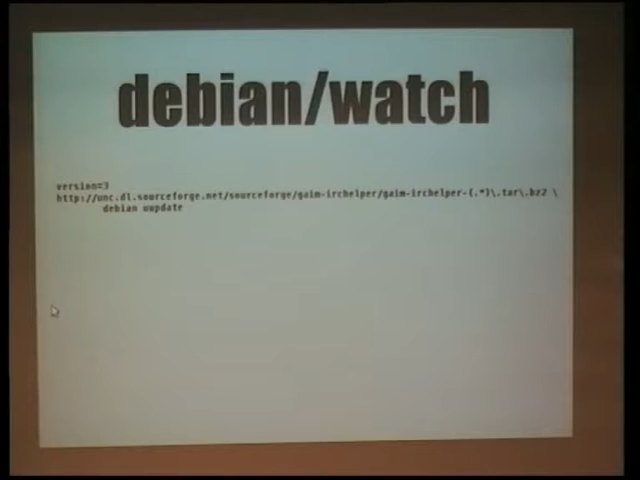 debian/watch
version=3
http://unc.dl.sourceforge.net/sourceforge/gaim-irchelper/gaim-irchelper-(.*)\.tar\.bz2 \
debian uupdate